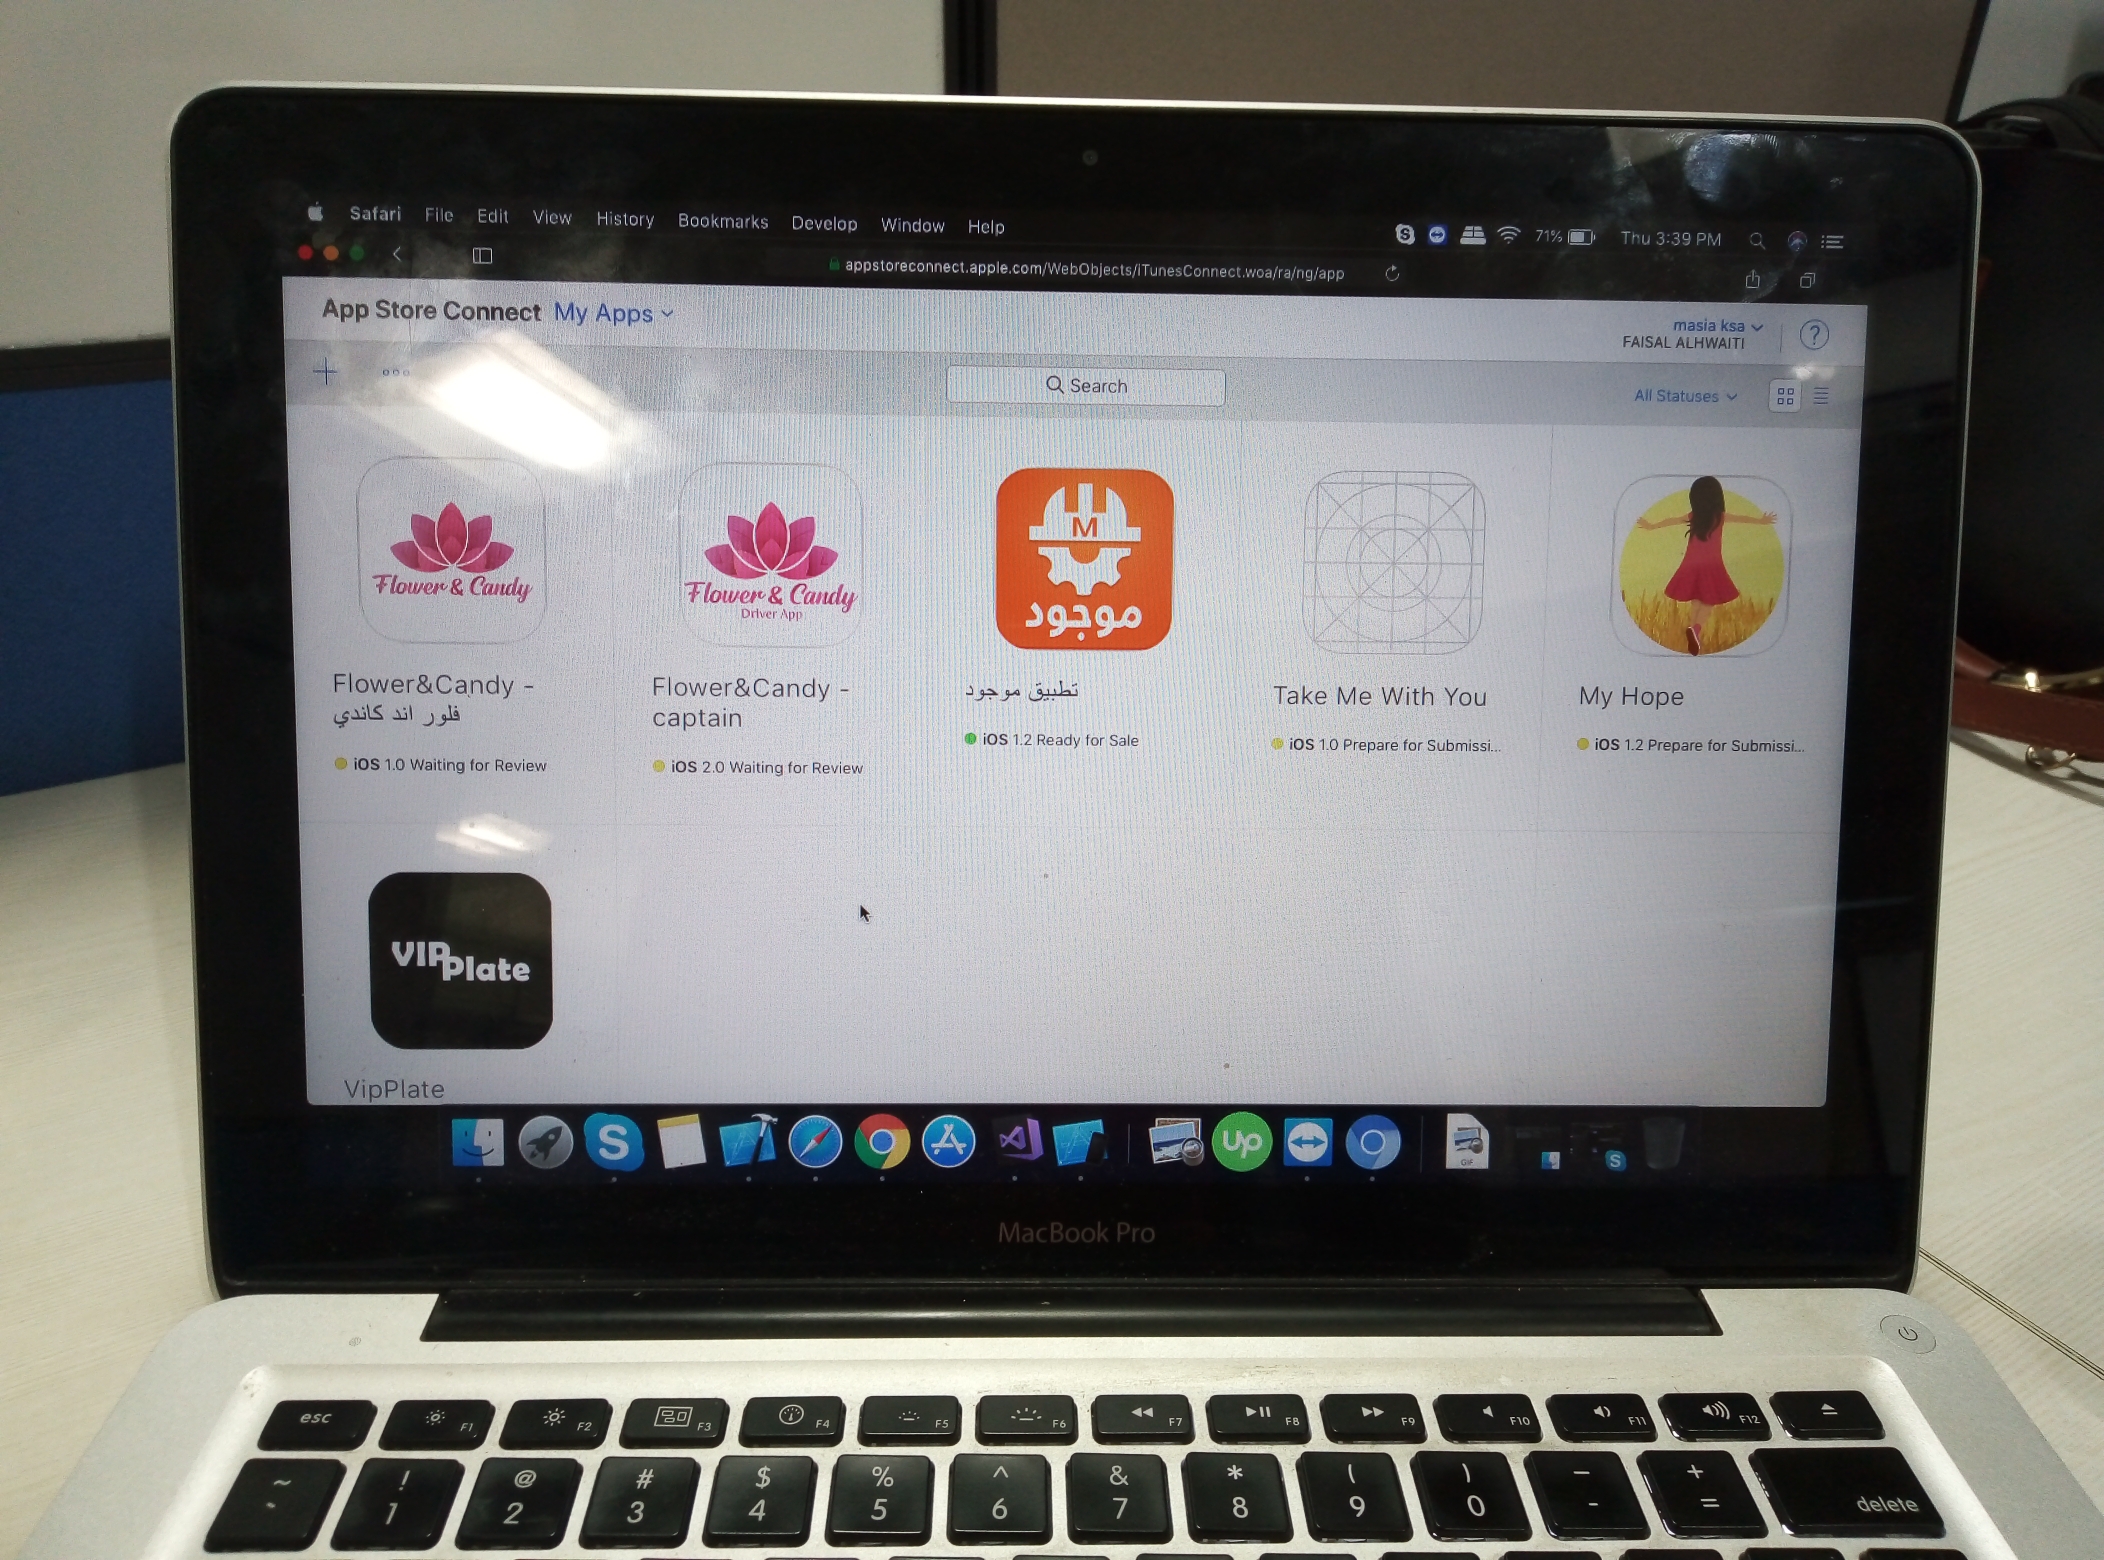 Safari File Edit View History Bookmarks Develop Window Help
71% Thu 3:39 PM
appstoreconnect.apple.com/WebObjects/iTunesConnect.woa/ra/ng/app
App Store Connect My Apps
masia ksa
FAISAL ALHWAITI
?
Search
All Statuses
Flower & Candy
Flower & Candy
Driver App
M
موجود
Flower&Candy -
فلور اند كاندي
iOS 1.0 Waiting for Review
Flower&Candy -
captain
iOS 2.0 Waiting for Review
تطبيق موجود
iOS 1.2 Ready for Sale
Take Me With You
iOS 1.0 Prepare for Submissi...
My Hope
iOS 1.2 Prepare for Submissi...
VIPPlate
VipPlate
S
Up
GIF
S
MacBook Pro
esc F1 F2 F3 F4 F5 F6 F7 F8 F9 F10 F11 F12
~ ! @ # $ % ^ & * ( ) — +
` 1 2 3 4 5 6 7 8 9 0 - = delete